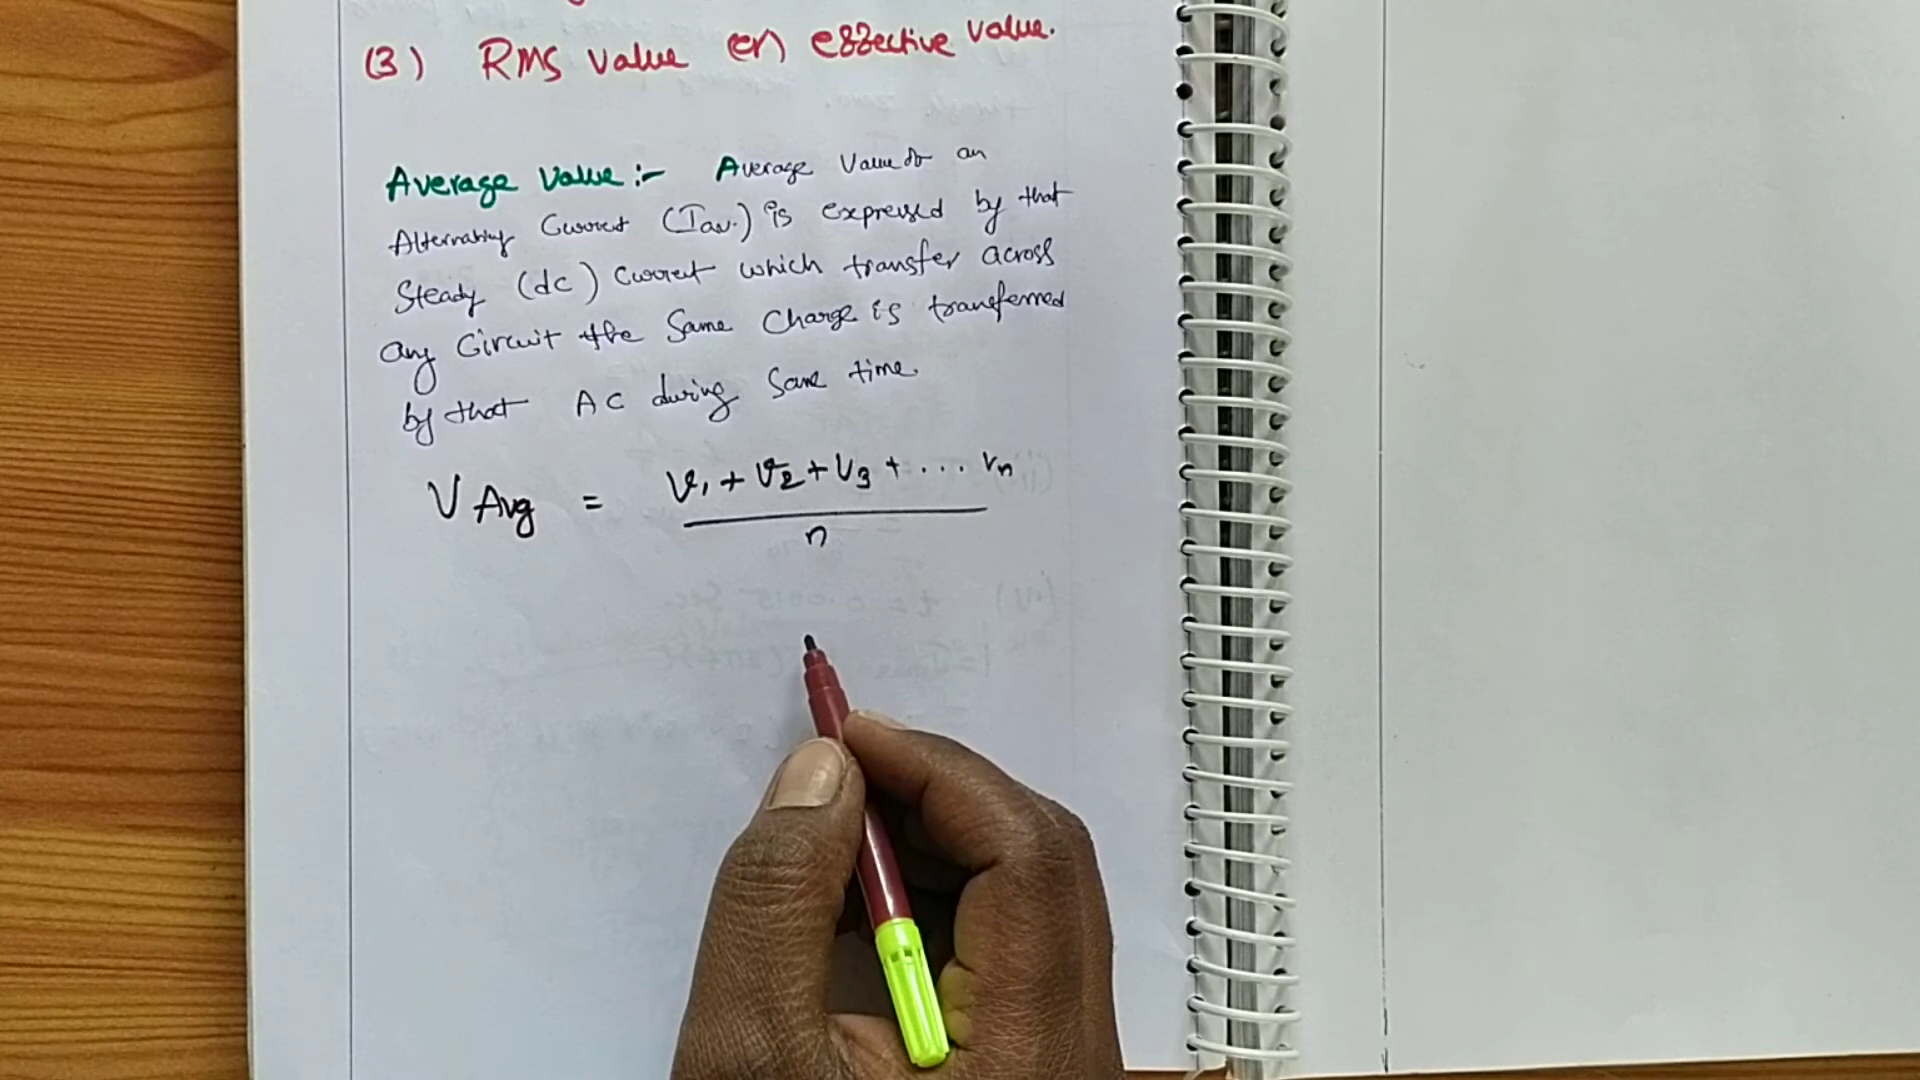 (3) RMS value (or) effective value.
Average Value :- Average Value of an
Alternating Current (Iav.) is expressed by that
Steady (dc) Current which transfer across
any Circuit the Same Charge is transferred
by that AC during Same time.
V Avg = v1 + v2 + v3 + ... vn
n